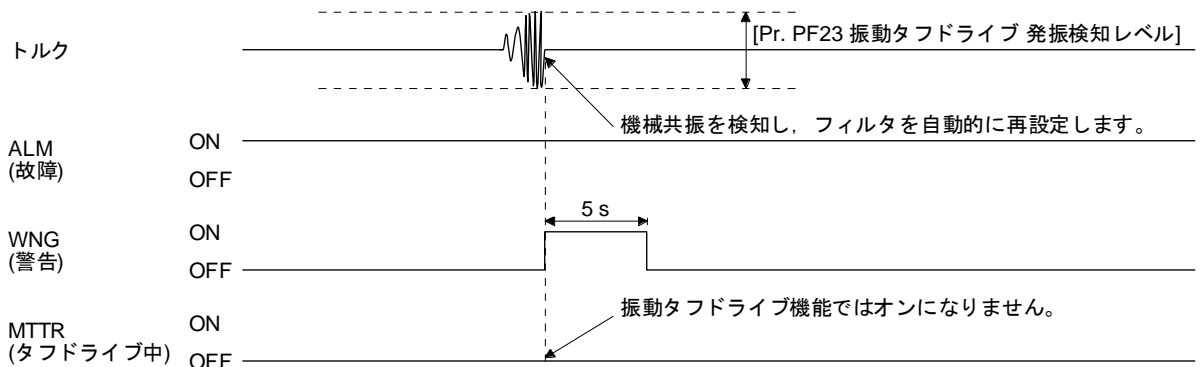 トルク
[Pr. PF23 振動タフドライブ 発振検知レベル]
機械共振を検知し，フィルタを自動的に再設定します。
ALM
(故障)
ON
OFF
5 s
WNG
(警告)
ON
OFF
振動タフドライブ機能ではオンになりません。
MTTR
(タフドライブ中)
ON
OFF